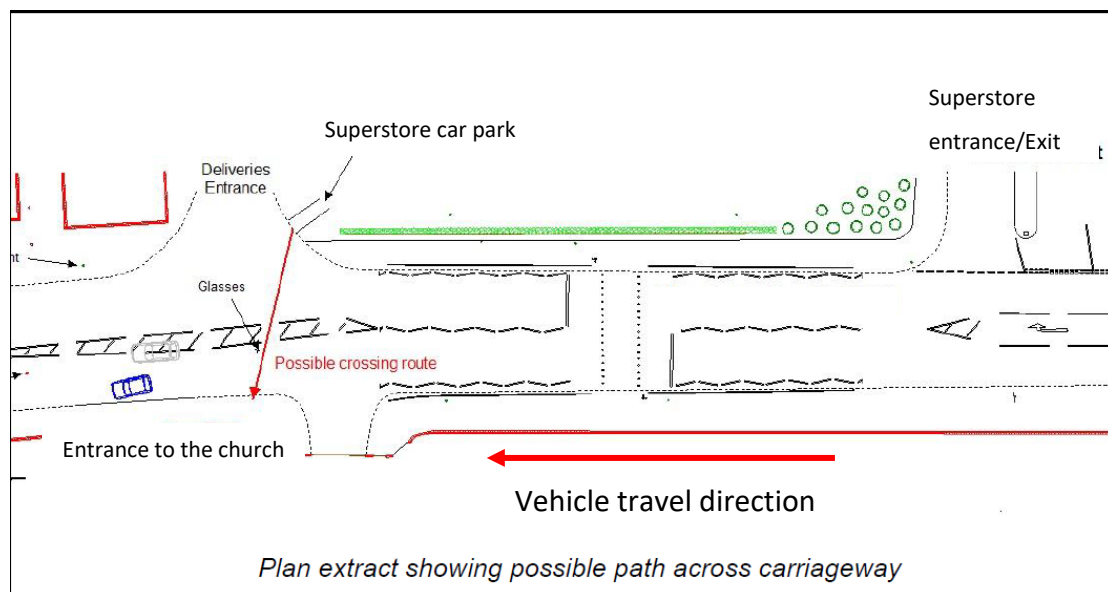 Superstore
entrance/Exit
Superstore car park
Deliveries
Entrance
Glasses
Possible crossing route
Entrance to the church
Vehicle travel direction
Plan extract showing possible path across carriageway